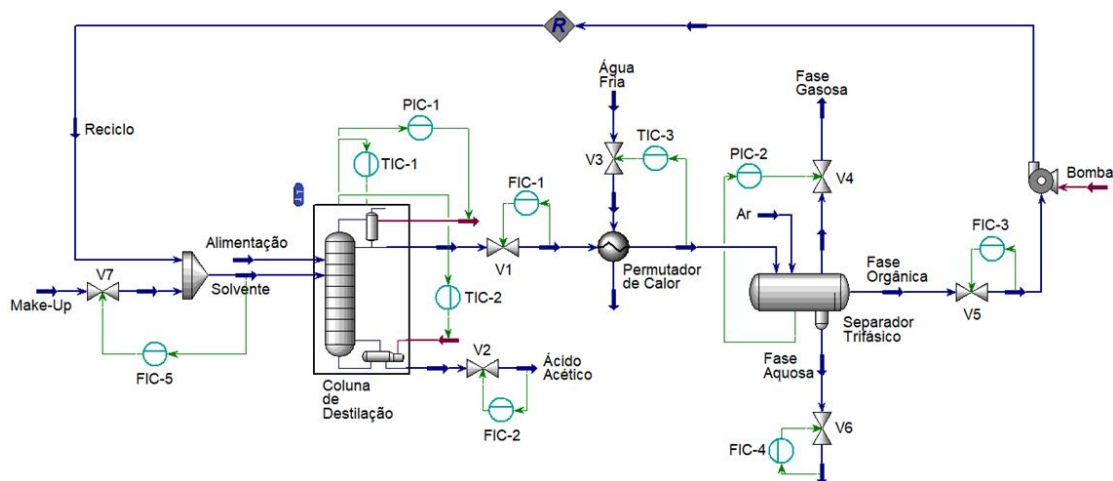 R
Reciclo
PIC-1
TIC-1
Água
Fria
V3
TIC-3
FIC-1
V1
Permutador
de Calor
Fase
Gasosa
PIC-2
V4
Ar
Bomba
FIC-3
Fase
Orgânica
V5
Separador
Trifásico
Fase
Aquosa
V6
FIC-4
Alimentação
Solvente
V7
Make-Up
FIC-5
TIC-2
V2
Ácido
Acético
FIC-2
Coluna
de
Destilação